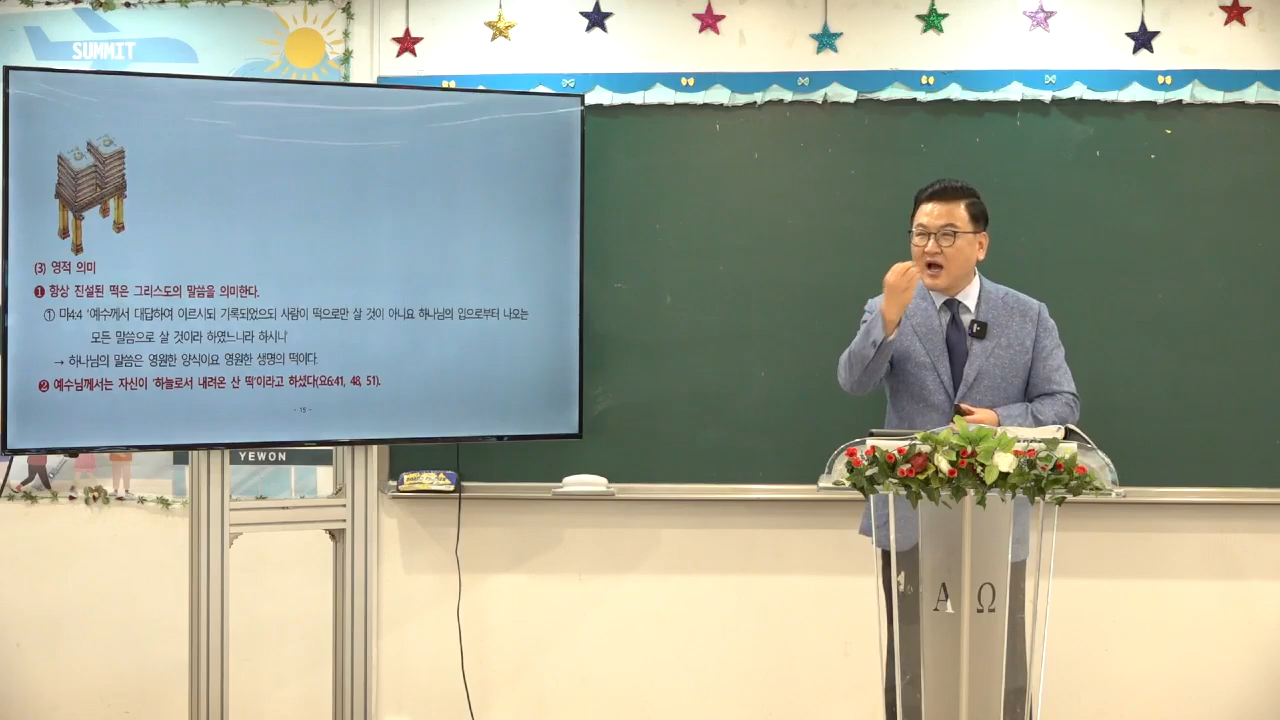 SUMMIT
(3) 영적 의미
❶ 항상 진설된 떡은 그리스도의 말씀을 의미한다.
① 마4:4 '예수께서 대답하여 이르시되 기록되었으되 사람이 떡으로만 살 것이 아니요 하나님의 입으로부터 나오는
모든 말씀으로 살 것이라 하였느니라 하시니'
→ 하나님의 말씀은 영원한 양식이요 영원한 생명의 떡이다.
❷ 예수님께서는 자신이 '하늘로서 내려온 산 떡'이라고 하셨다(요6:41, 48, 51).
- 15 -
YEWON
Α Ω